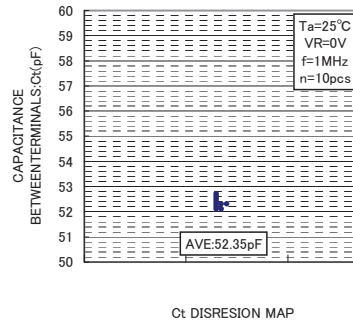 CAPACITANCE
BETWEENTERMINALS:Ct(pF)
60
59
58
57
56
55
54
53
52
51
50
Ta=25℃
VR=0V
f=1MHz
n=10pcs
AVE:52.35pF
Ct DISRESION MAP